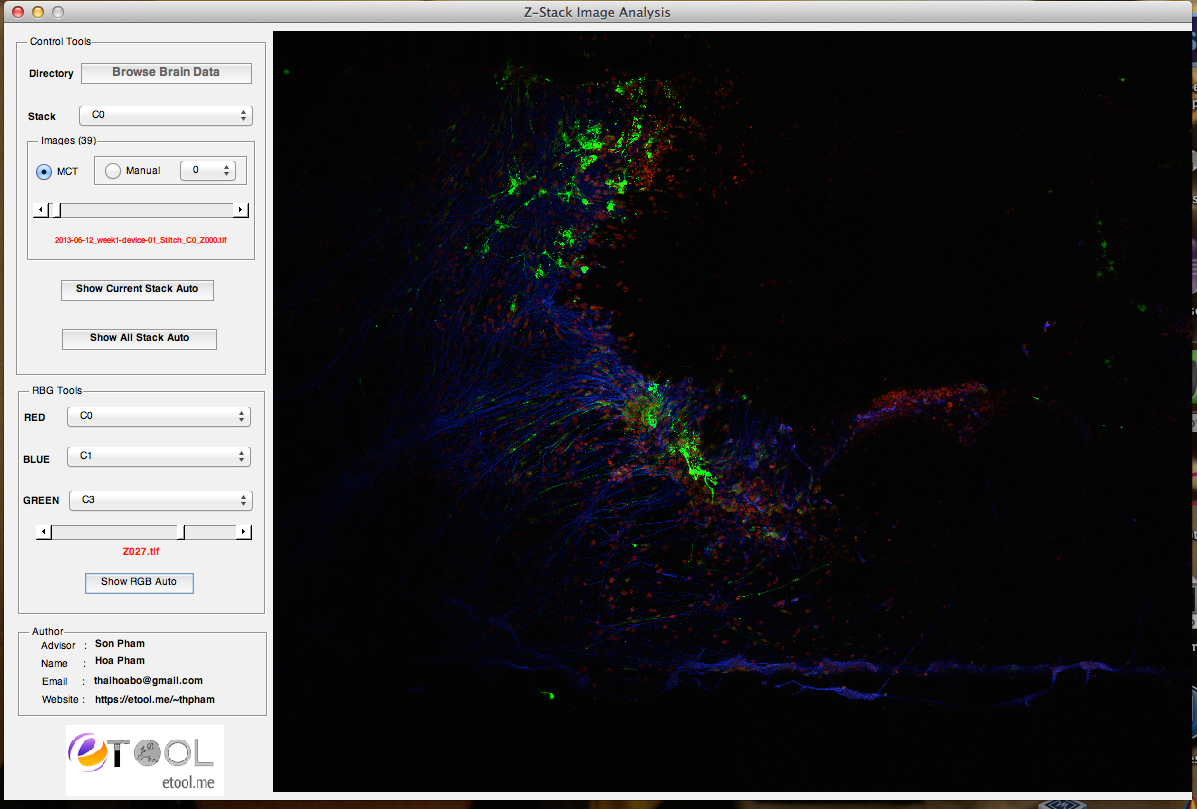 Z-Stack Image Analysis
Control Tools
Directory Browse Brain Data
Stack C0
Images (39)
MCT Manual 0
2013-06-12_week1-device-01_Stitch_C0_Z000.tif
Show Current Stack Auto
Show All Stack Auto
RBG Tools
RED C0
BLUE C1
GREEN C3
Z027.tif
Show RGB Auto
Author
Advisor : Son Pham
Name : Hoa Pham
Email : thaihoabo@gmail.com
Website : https://etool.me/~thpham
eTOOL
etool.me